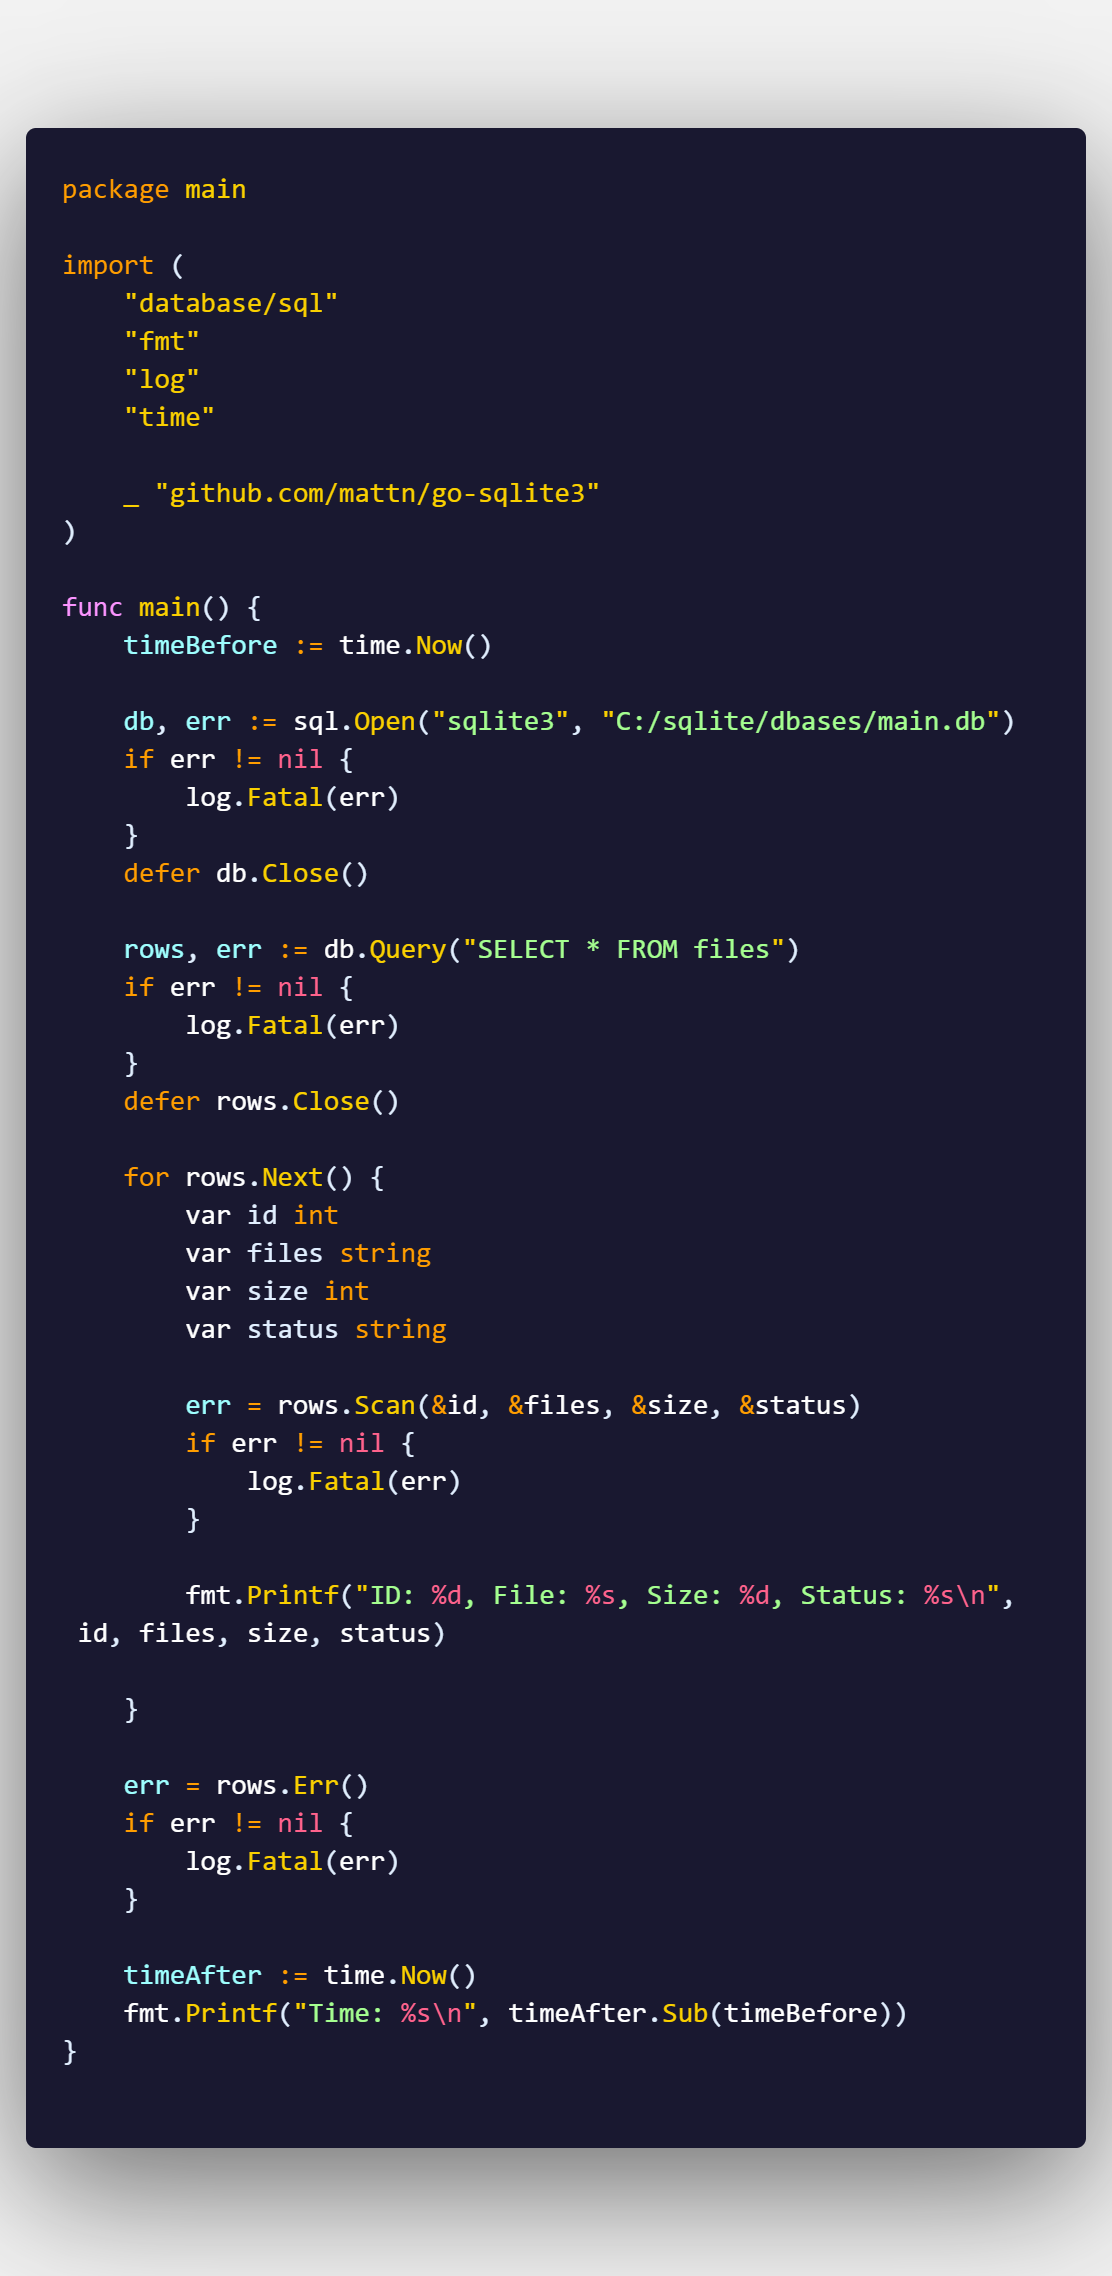 package main

import (
    "database/sql"
    "fmt"
    "log"
    "time"

    _ "github.com/mattn/go-sqlite3"
)

func main() {
    timeBefore := time.Now()

    db, err := sql.Open("sqlite3", "C:/sqlite/dbases/main.db")
    if err != nil {
        log.Fatal(err)
    }
    defer db.Close()

    rows, err := db.Query("SELECT * FROM files")
    if err != nil {
        log.Fatal(err)
    }
    defer rows.Close()

    for rows.Next() {
        var id int
        var files string
        var size int
        var status string

        err = rows.Scan(&id, &files, &size, &status)
        if err != nil {
            log.Fatal(err)
        }

        fmt.Printf("ID: %d, File: %s, Size: %d, Status: %s\n",
 id, files, size, status)

    }

    err = rows.Err()
    if err != nil {
        log.Fatal(err)
    }

    timeAfter := time.Now()
    fmt.Printf("Time: %s\n", timeAfter.Sub(timeBefore))
}